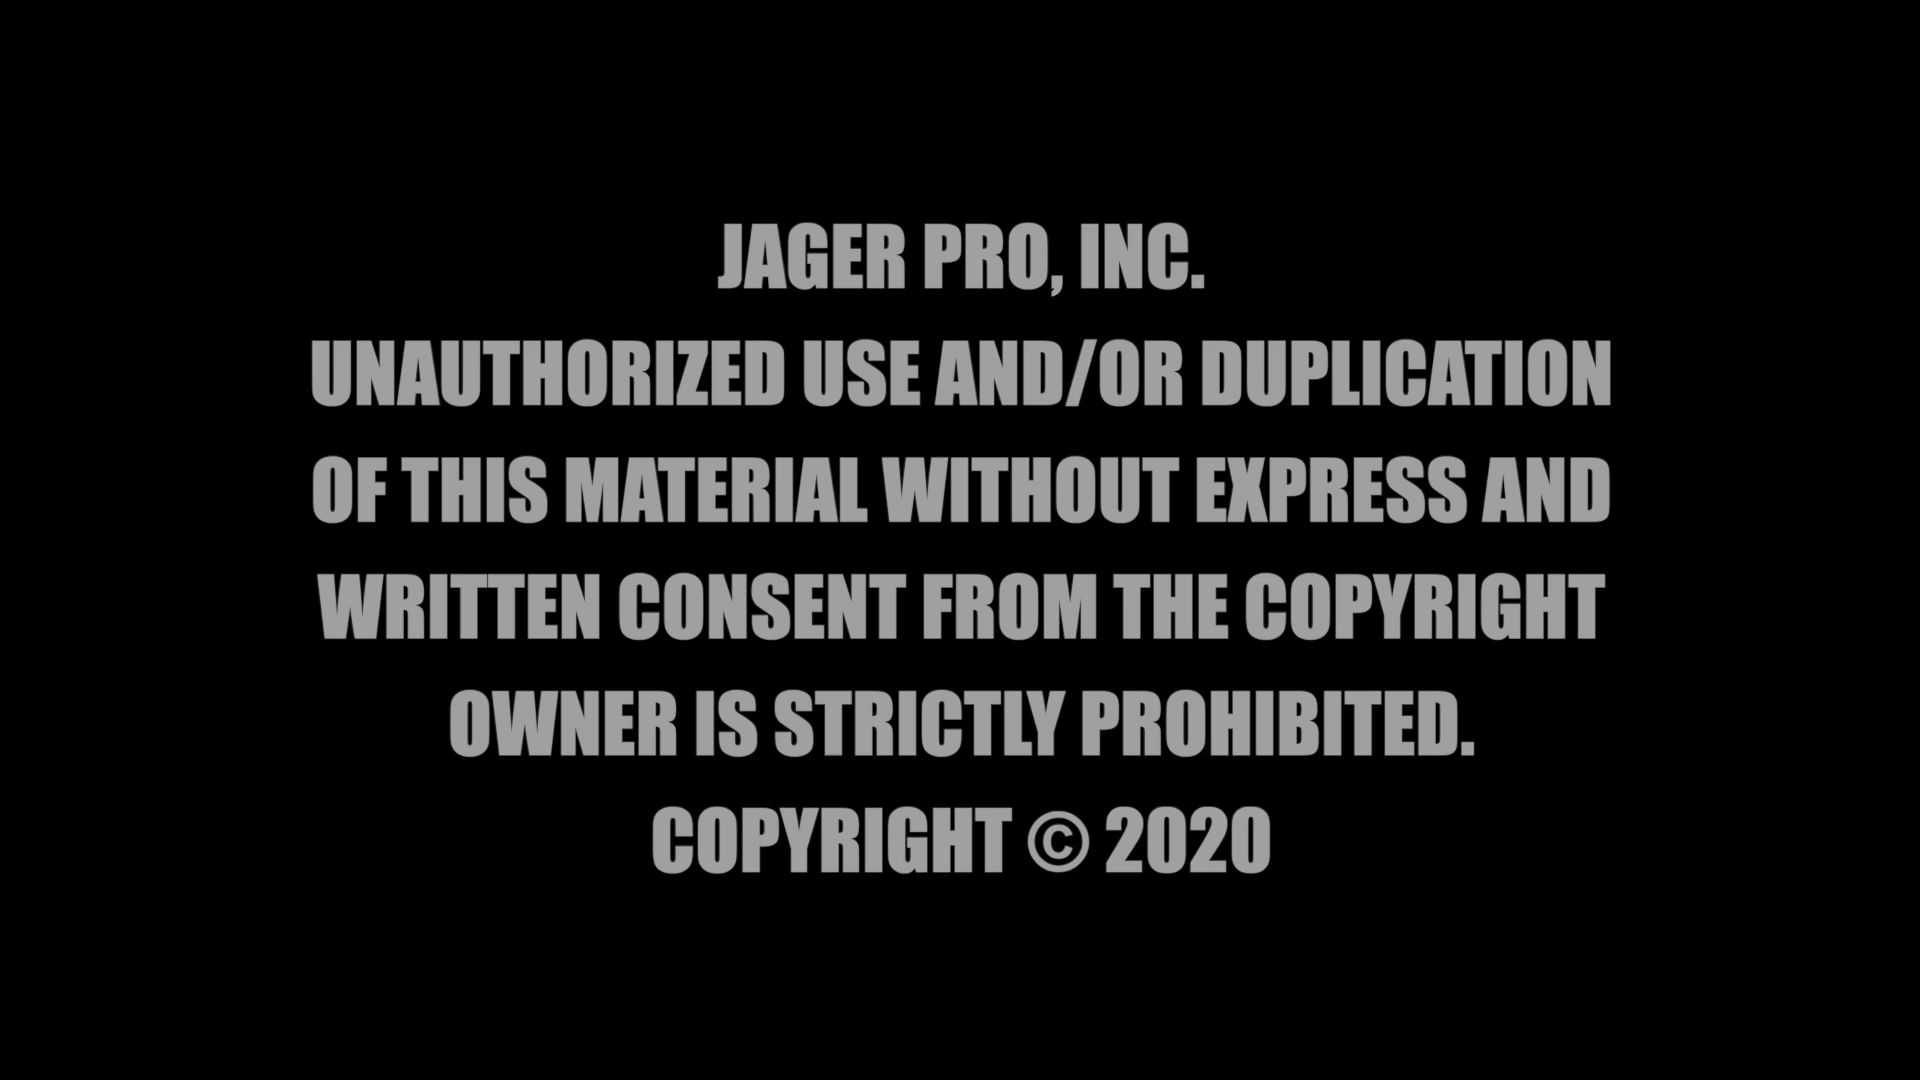 JAGER PRO, INC.
UNAUTHORIZED USE AND/OR DUPLICATION
OF THIS MATERIAL WITHOUT EXPRESS AND
WRITTEN CONSENT FROM THE COPYRIGHT
OWNER IS STRICTLY PROHIBITED.
COPYRIGHT © 2020